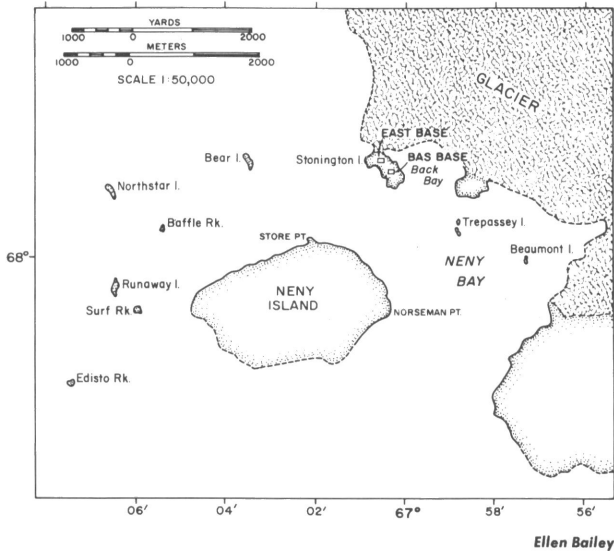 YARDS
1000 0 2000
METERS
1000 0 2000
SCALE 1:50,000
GLACIER
EAST BASE
Bear I.
Stonington I.
BAS BASE
Back
Bay
Northstar I.
Baffle Rk.
Trepassey I.
STORE PT.
Beaumont I.
68°
NENY
BAY
Runaway I.
NENY
ISLAND
Surf Rk.
NORSEMAN PT.
Edisto Rk.
06' 04' 02' 67° 58' 56'
Ellen Bailey